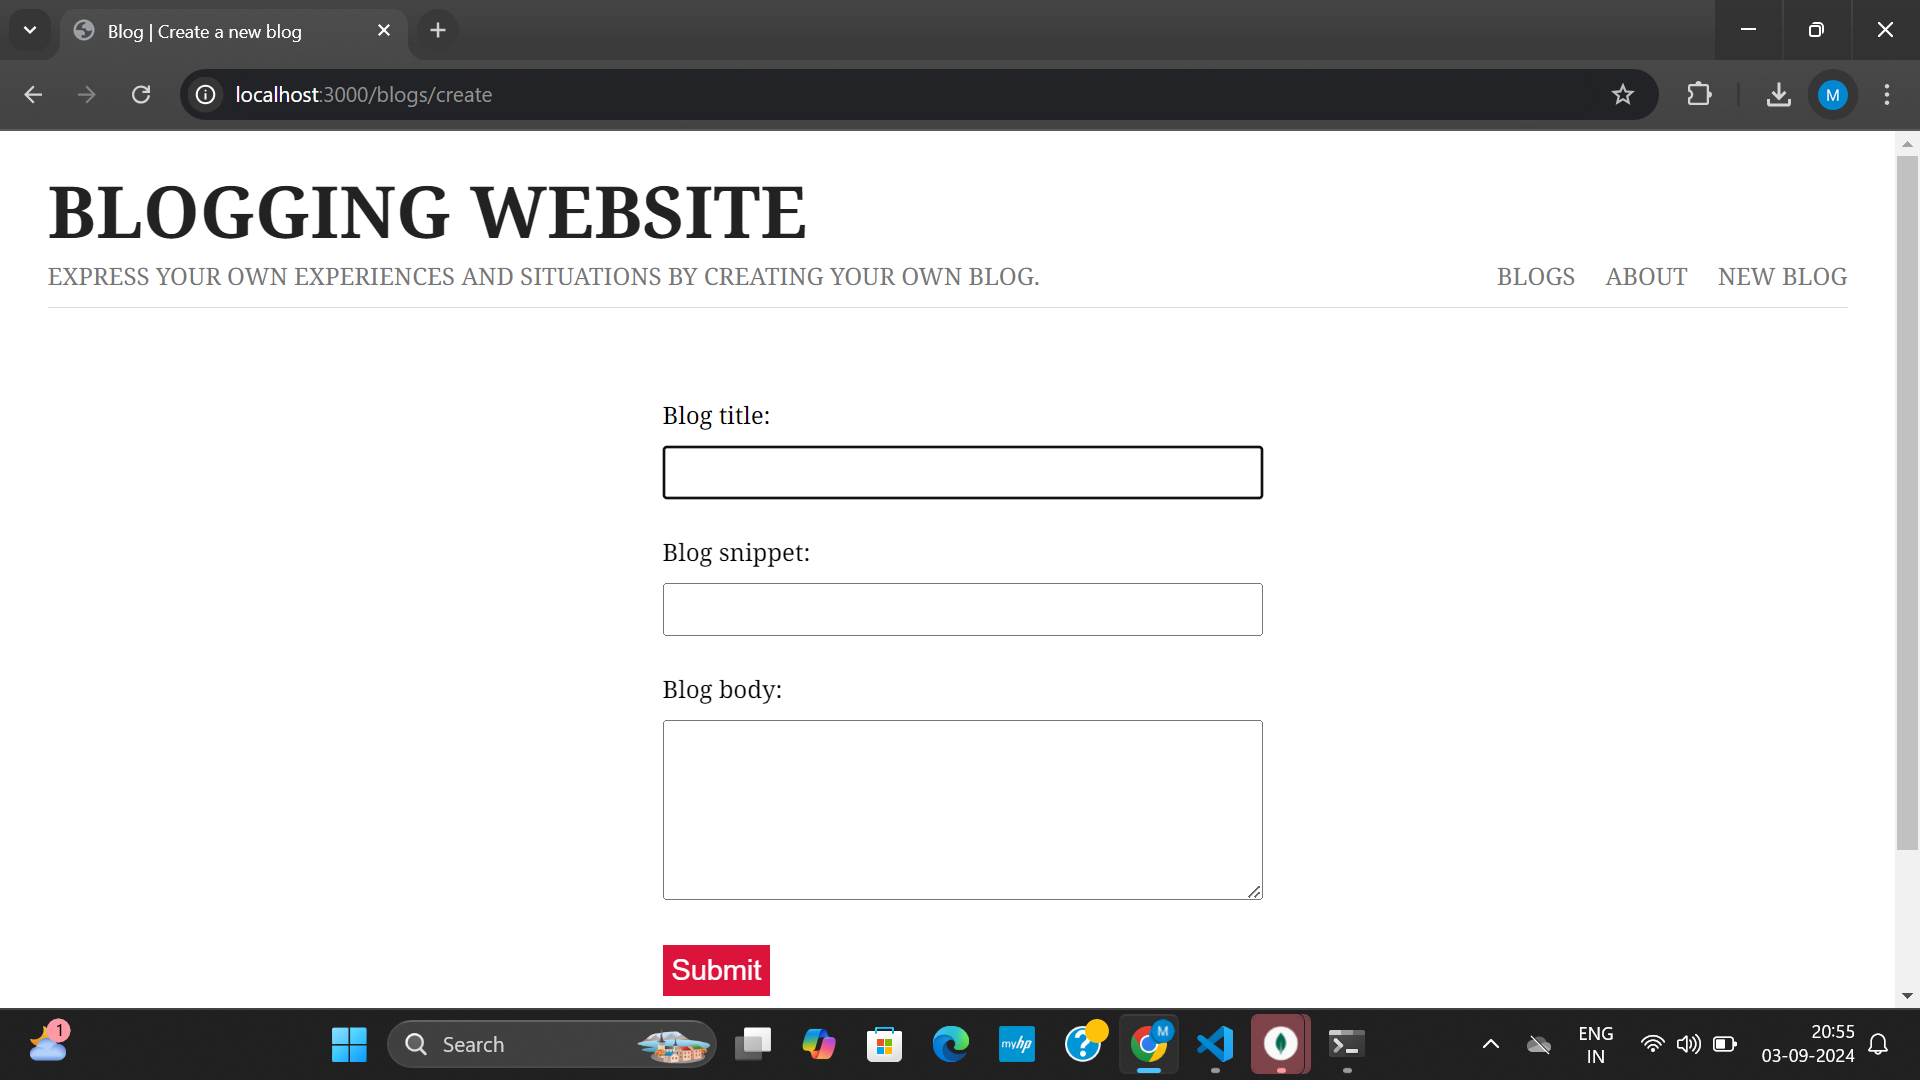 Blog | Create a new blog
localhost:3000/blogs/create
M
BLOGGING WEBSITE
EXPRESS YOUR OWN EXPERIENCES AND SITUATIONS BY CREATING YOUR OWN BLOG.
BLOGS ABOUT NEW BLOG
Blog title:
Blog snippet:
Blog body:
Submit
1
Search
myhp
?
M
ENG
IN
20:55
03-09-2024